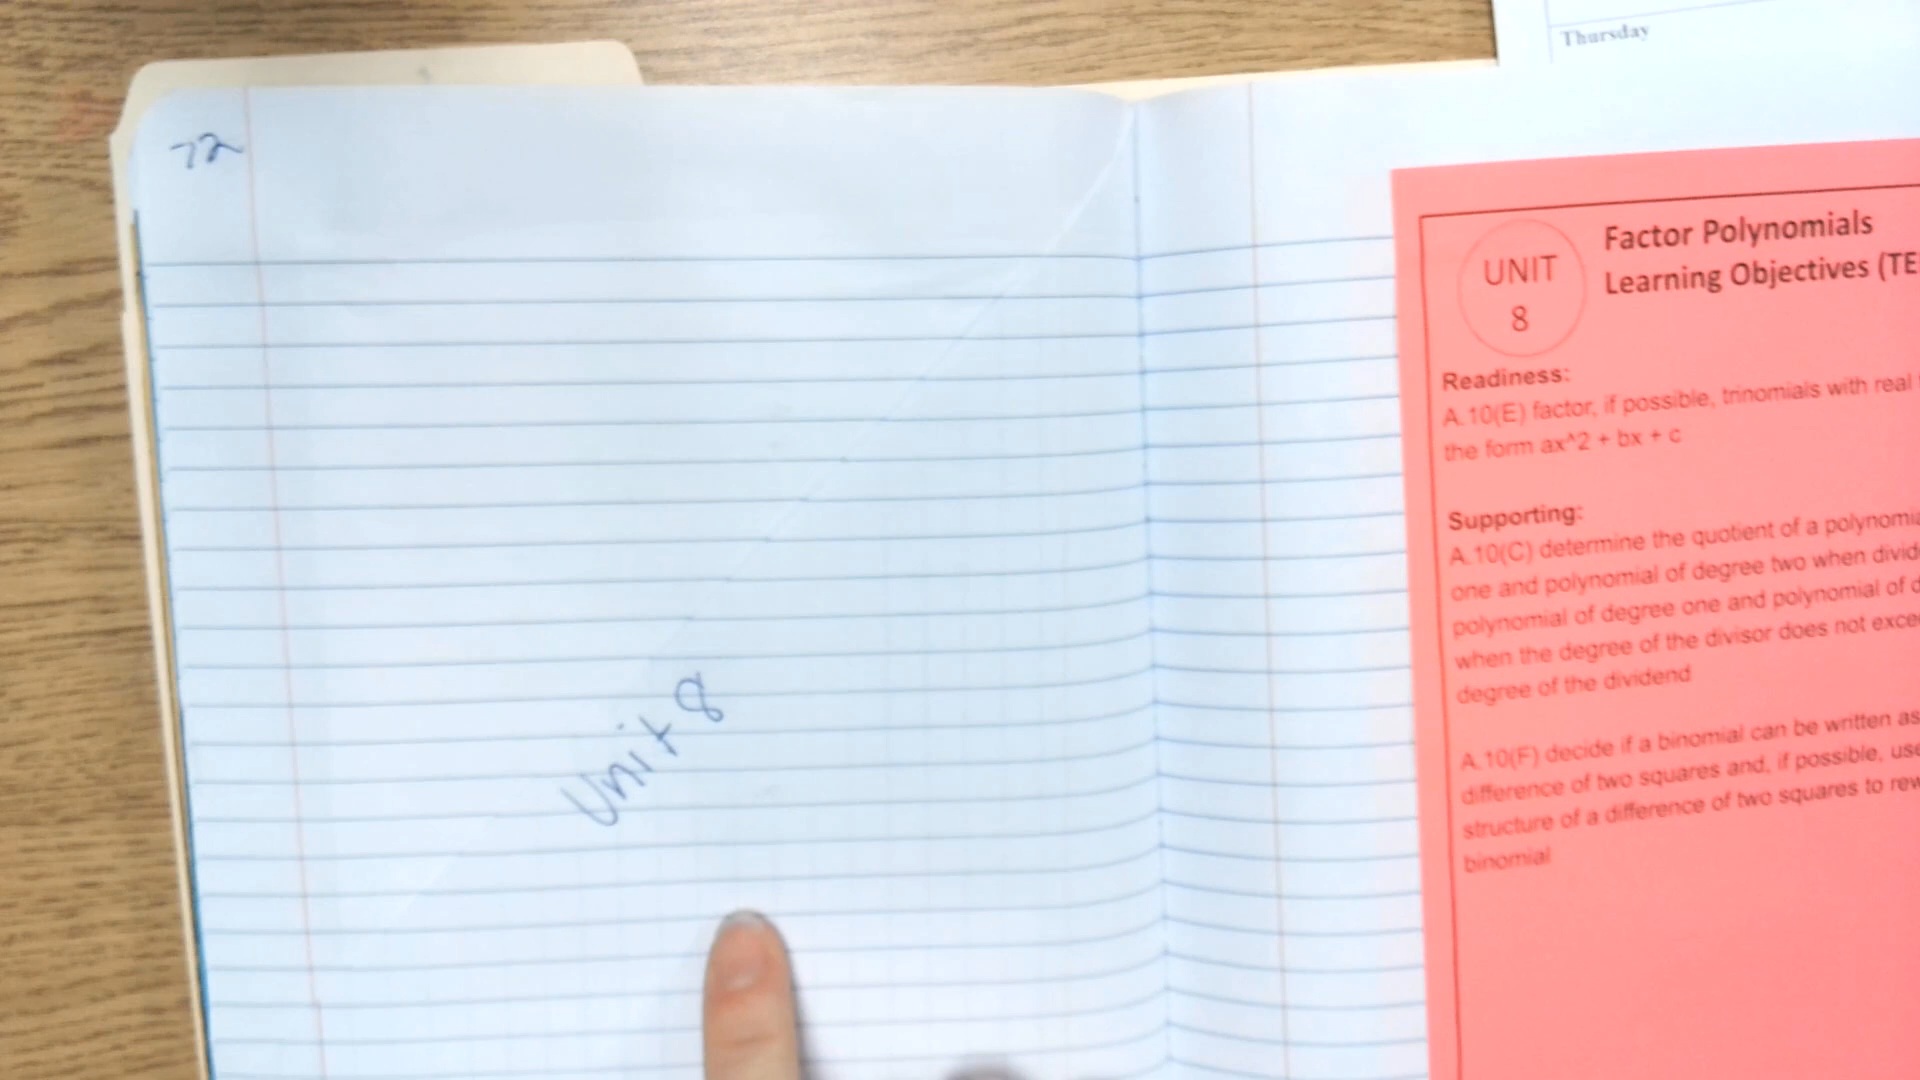 Thursday
72
Unit 8
UNIT
8
Factor Polynomials
Learning Objectives (TE
Readiness:
A.10(E) factor, if possible, trinomials with real
the form ax^2 + bx + c
Supporting:
A.10(C) determine the quotient of a polynomia
one and polynomial of degree two when divid
polynomial of degree one and polynomial of d
when the degree of the divisor does not exce
degree of the dividend
A.10(F) decide if a binomial can be written as
difference of two squares and, if possible, use
structure of a difference of two squares to rew
binomial